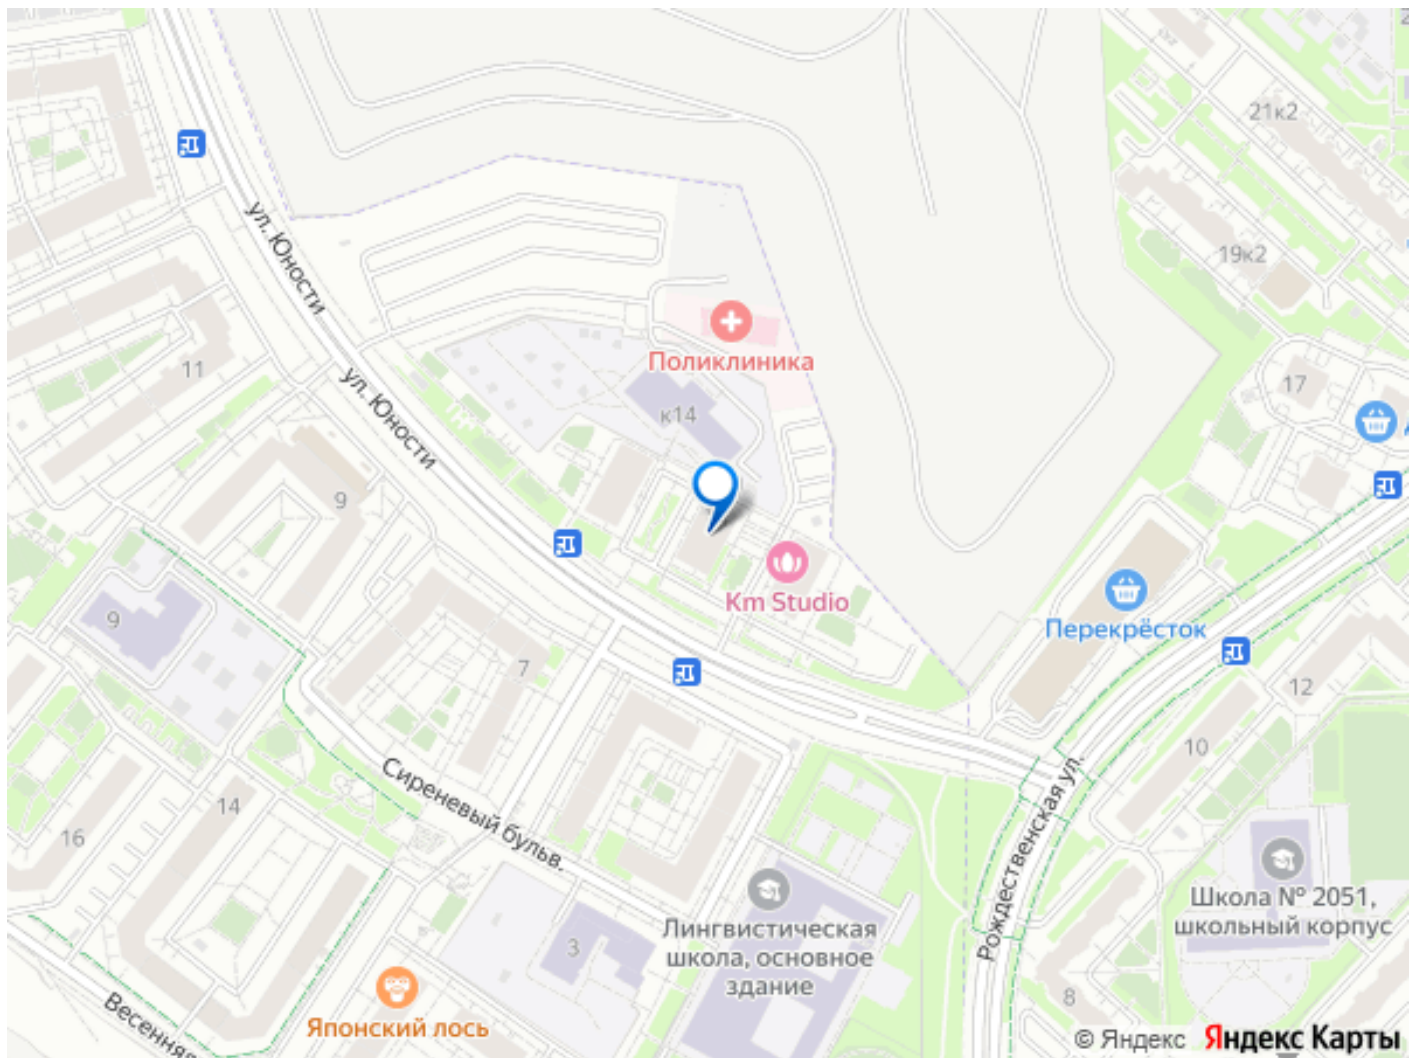 21к2
19к2
ул. Юности
Поликлиника
11
17
ул. Юности
к14
9
Km Studio
9
Перекрёсток
7
12
10
Сиреневый бульв.
14
16
Рождественская ул.
Школа № 2051,
школьный корпус
Лингвистическая
школа, основное
здание
3
8
Японский лось
Весенняя
© Яндекс Яндекс Карты